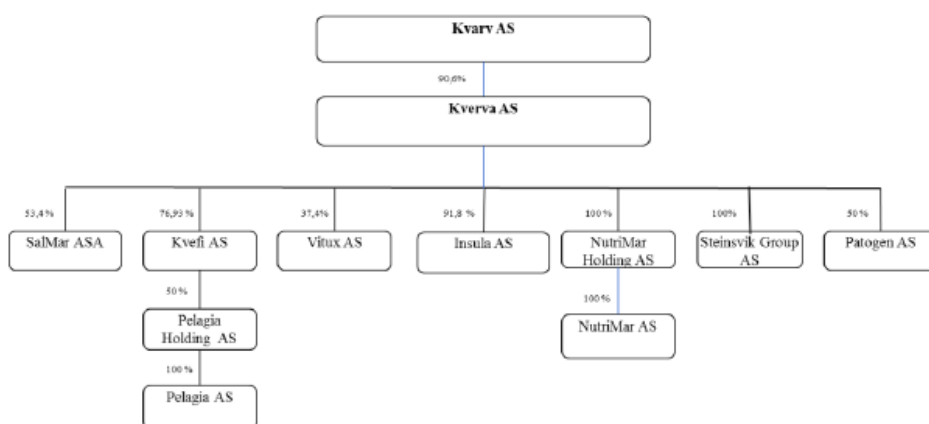 Kvarv AS
90,6%
Kverva AS
53,4%
76,93%
37,4%
91,8 %
100 %
100%
50 %
SalMar ASA
Kvefi AS
Vitux AS
Insula AS
NutriMar
Holding AS
Steinsvik Group
AS
Patogen AS
50 %
100 %
Pelagia
Holding AS
NutriMar AS
100 %
Pelagia AS